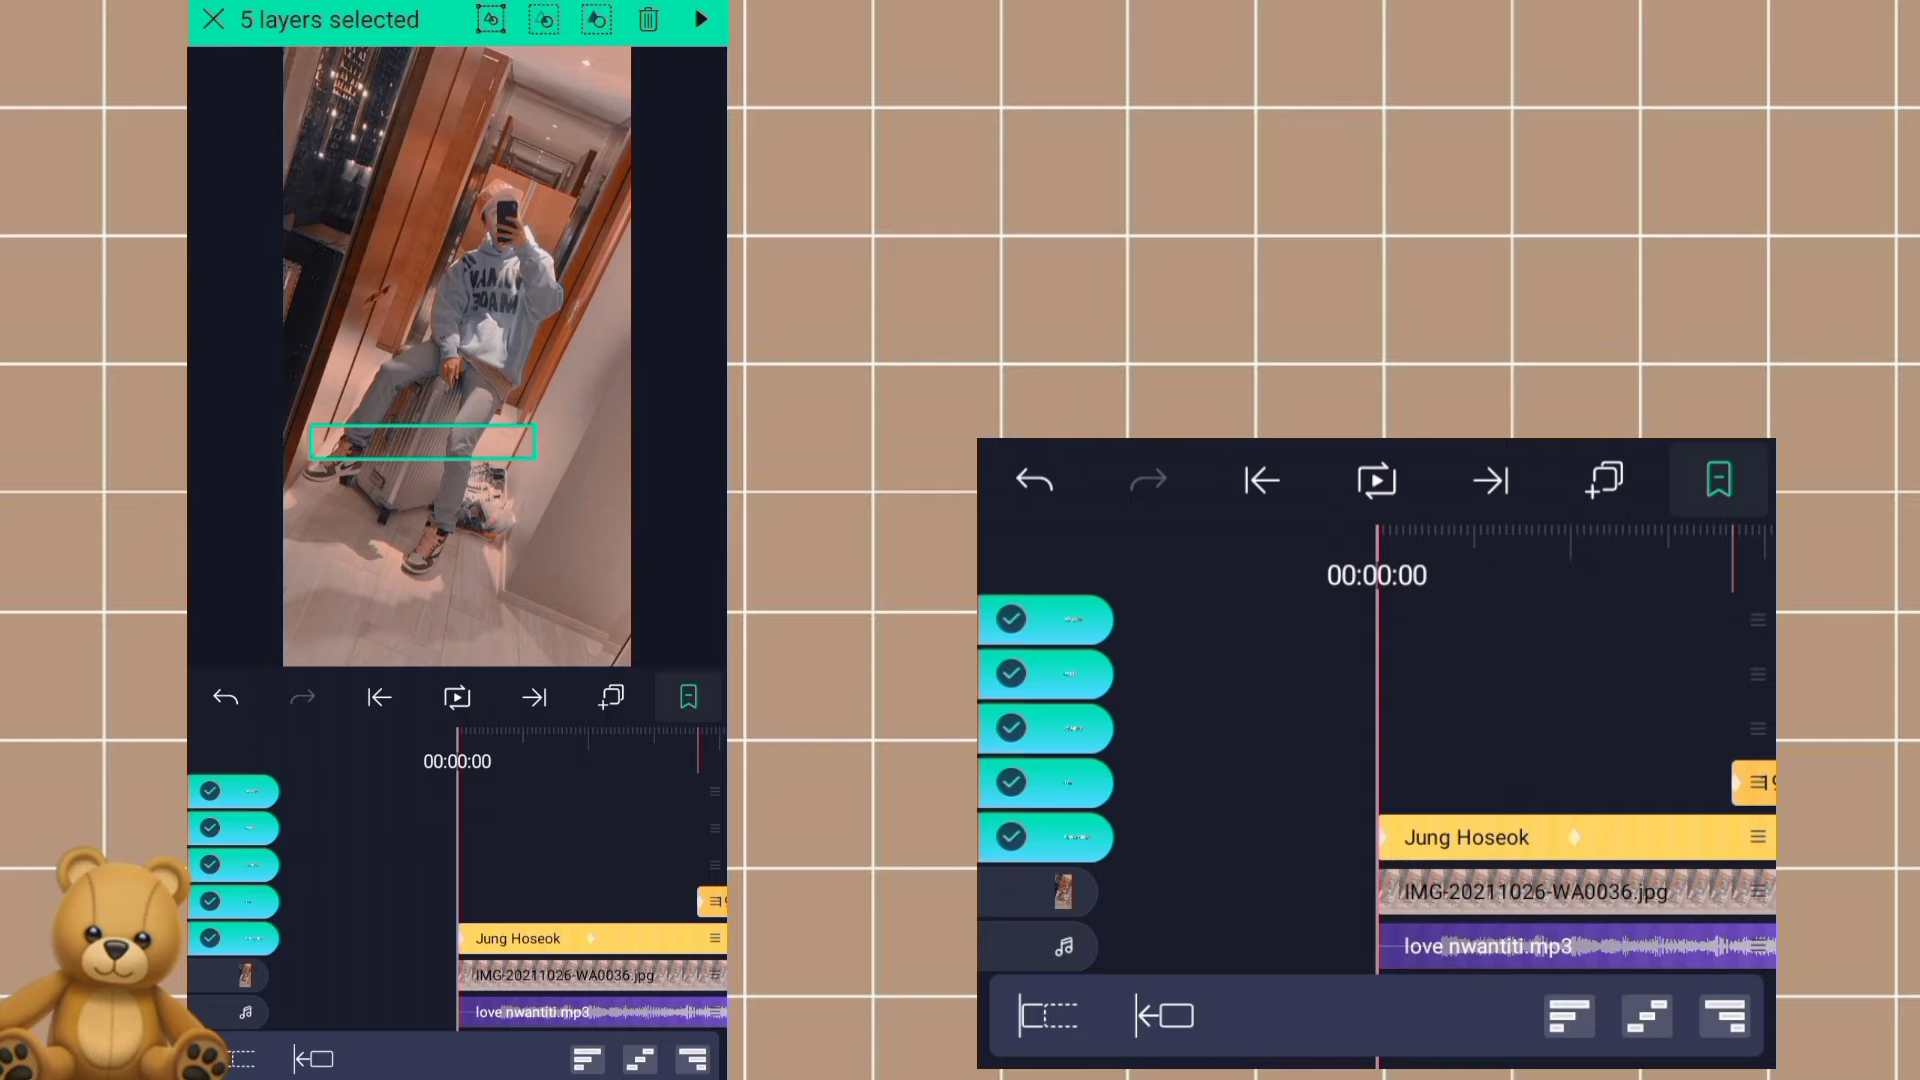 5 layers selected
00:00:00
Jung Hoseok
IMG-20211026-WA0036.jpg
love nwantiti.mp3
00:00:00
Jung Hoseok
IMG-20211026-WA0036.jpg
love nwantiti.mp3